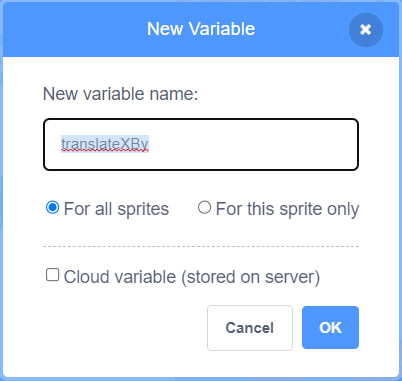 New Variable
New variable name:
translateXBy
For all sprites For this sprite only
Cloud variable (stored on server)
Cancel OK